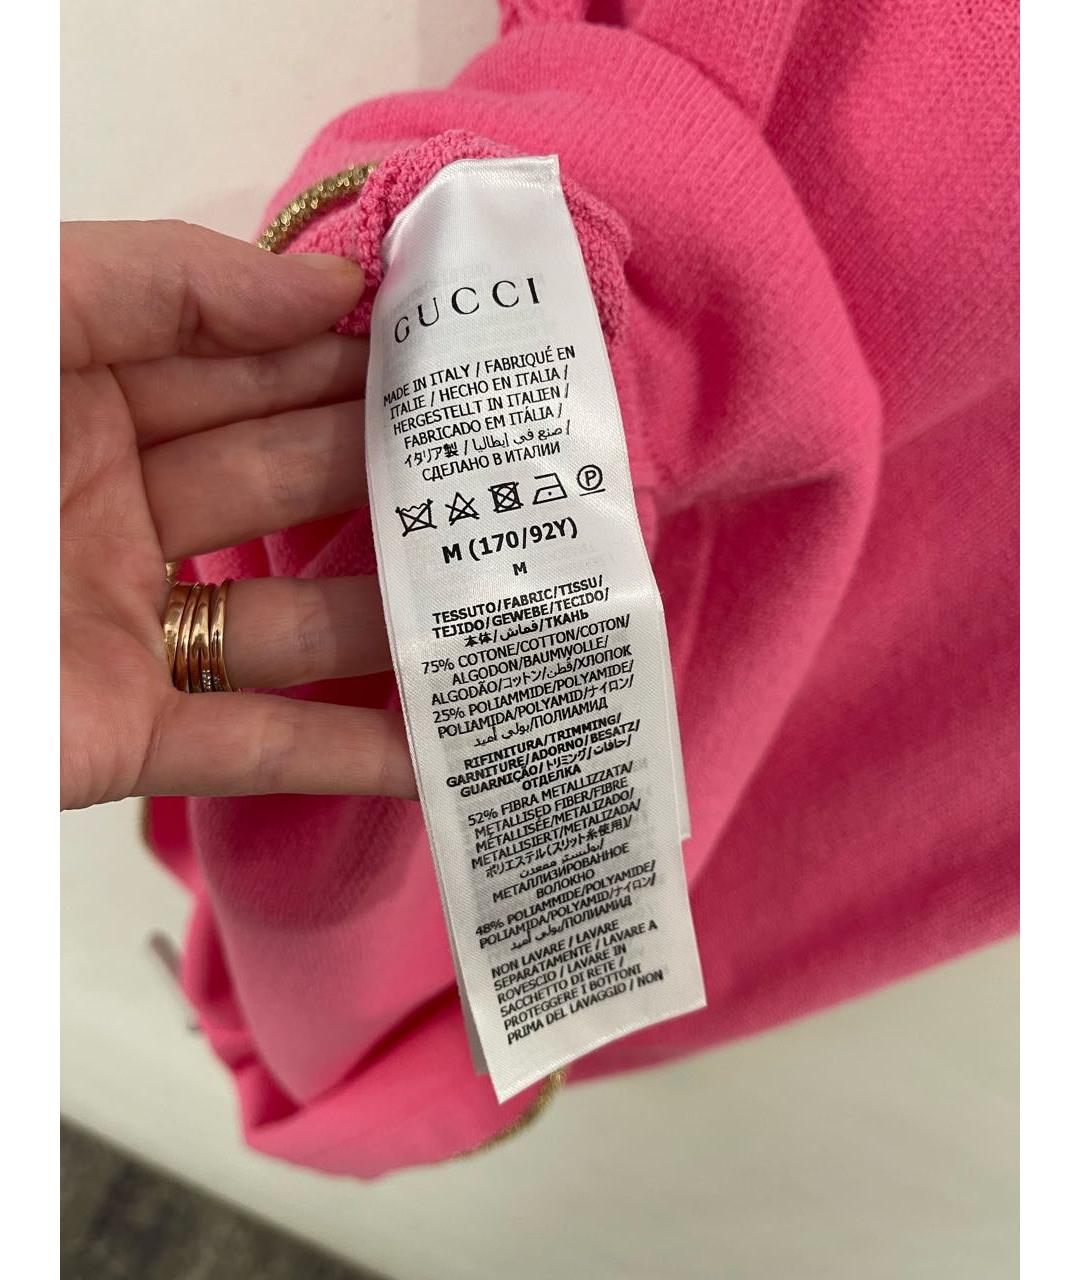 GUCCI
MADE IN ITALY / FABRIQUÉ EN
ITALIE / HECHO EN ITALIA /
HERGESTELLT IN ITALIEN /
FABRICADO EM ITÁLIA /
イタリア製 / صنع في إيطاليا /
СДЕЛАНО В ИТАЛИИ
P
M (170/92Y)
M
TESSUTO/FABRIC/TISSU/
TEJIDO/GEWEBE/TECIDO/
本体/قماش/ТКАНЬ
75% COTONE/COTTON/COTON/
ALGODON/BAUMWOLLE/
ALGODÃO/コットン/قطن/ХЛОПОК
25% POLIAMMIDE/POLYAMIDE/
POLIAMIDA/POLYAMID/ナイロン/
بولي أميد/ПОЛИАМИД
RIFINITURA/TRIMMING/
GARNITURE/ADORNO/BESATZ/
GUARNIÇÃO/トリミング/حافات/
ОТДЕЛКА
52% FIBRA METALLIZZATA/
METALLISED FIBER/FIBRE
MÉTALLISÉE/METALIZADO/
METALLISIERT/METALIZADA/
ポリエステル(スリット糸使用)/
بوليستر ممعدن/
МЕТАЛЛИЗИРОВАННОЕ
ВОЛОКНО
48% POLIAMMIDE/POLYAMIDE/
POLIAMIDA/POLYAMID/ナイロン/
بولي أميد/ПОЛИАМИД
NON LAVARE / LAVARE
SEPARATAMENTE / LAVARE A
ROVESCIO / LAVARE IN
SACCHETTO DI RETE /
PROTEGGERE I BOTTONI
PRIMA DEL LAVAGGIO / NON